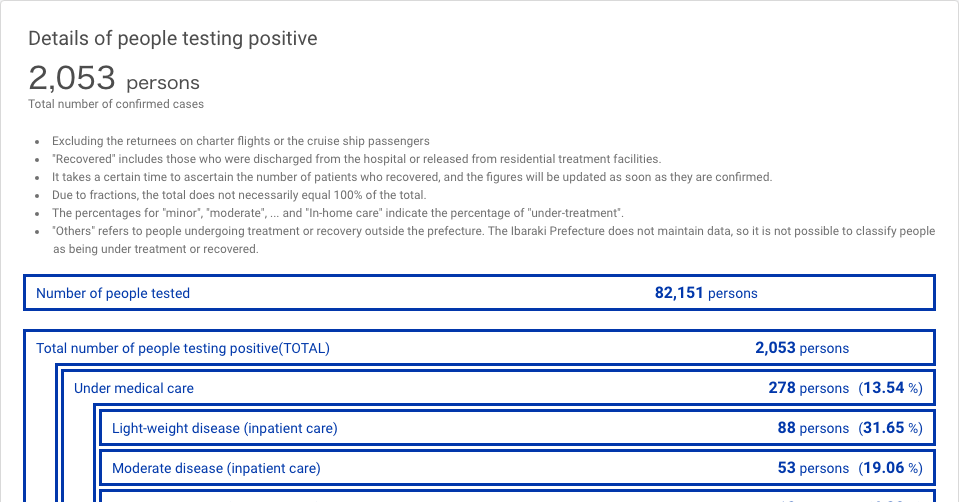 Details of people testing positive
2,053 persons
Total number of confirmed cases
• Excluding the returnees on charter flights or the cruise ship passengers
• "Recovered" includes those who were discharged from the hospital or released from residential treatment facilities.
• It takes a certain time to ascertain the number of patients who recovered, and the figures will be updated as soon as they are confirmed.
• Due to fractions, the total does not necessarily equal 100% of the total.
• The percentages for "minor", "moderate", ... and "In-home care" indicate the percentage of "under-treatment".
• "Others" refers to people undergoing treatment or recovery outside the prefecture. The Ibaraki Prefecture does not maintain data, so it is not possible to classify people
as being under treatment or recovered.
Number of people tested 82,151 persons
Total number of people testing positive(TOTAL) 2,053 persons
Under medical care 278 persons (13.54 %)
Light-weight disease (inpatient care) 88 persons (31.65 %)
Moderate disease (inpatient care) 53 persons (19.06 %)